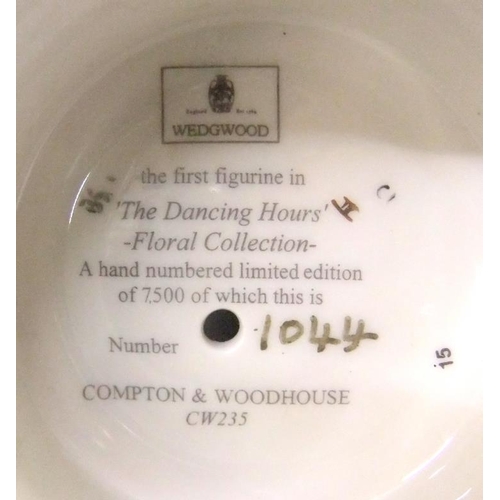 WEDGWOOD
the first figurine in
'The Dancing Hours'
-Floral Collection-
A hand numbered limited edition
of 7,500 of which this is
Number 1044
15
COMPTON & WOODHOUSE
CW235